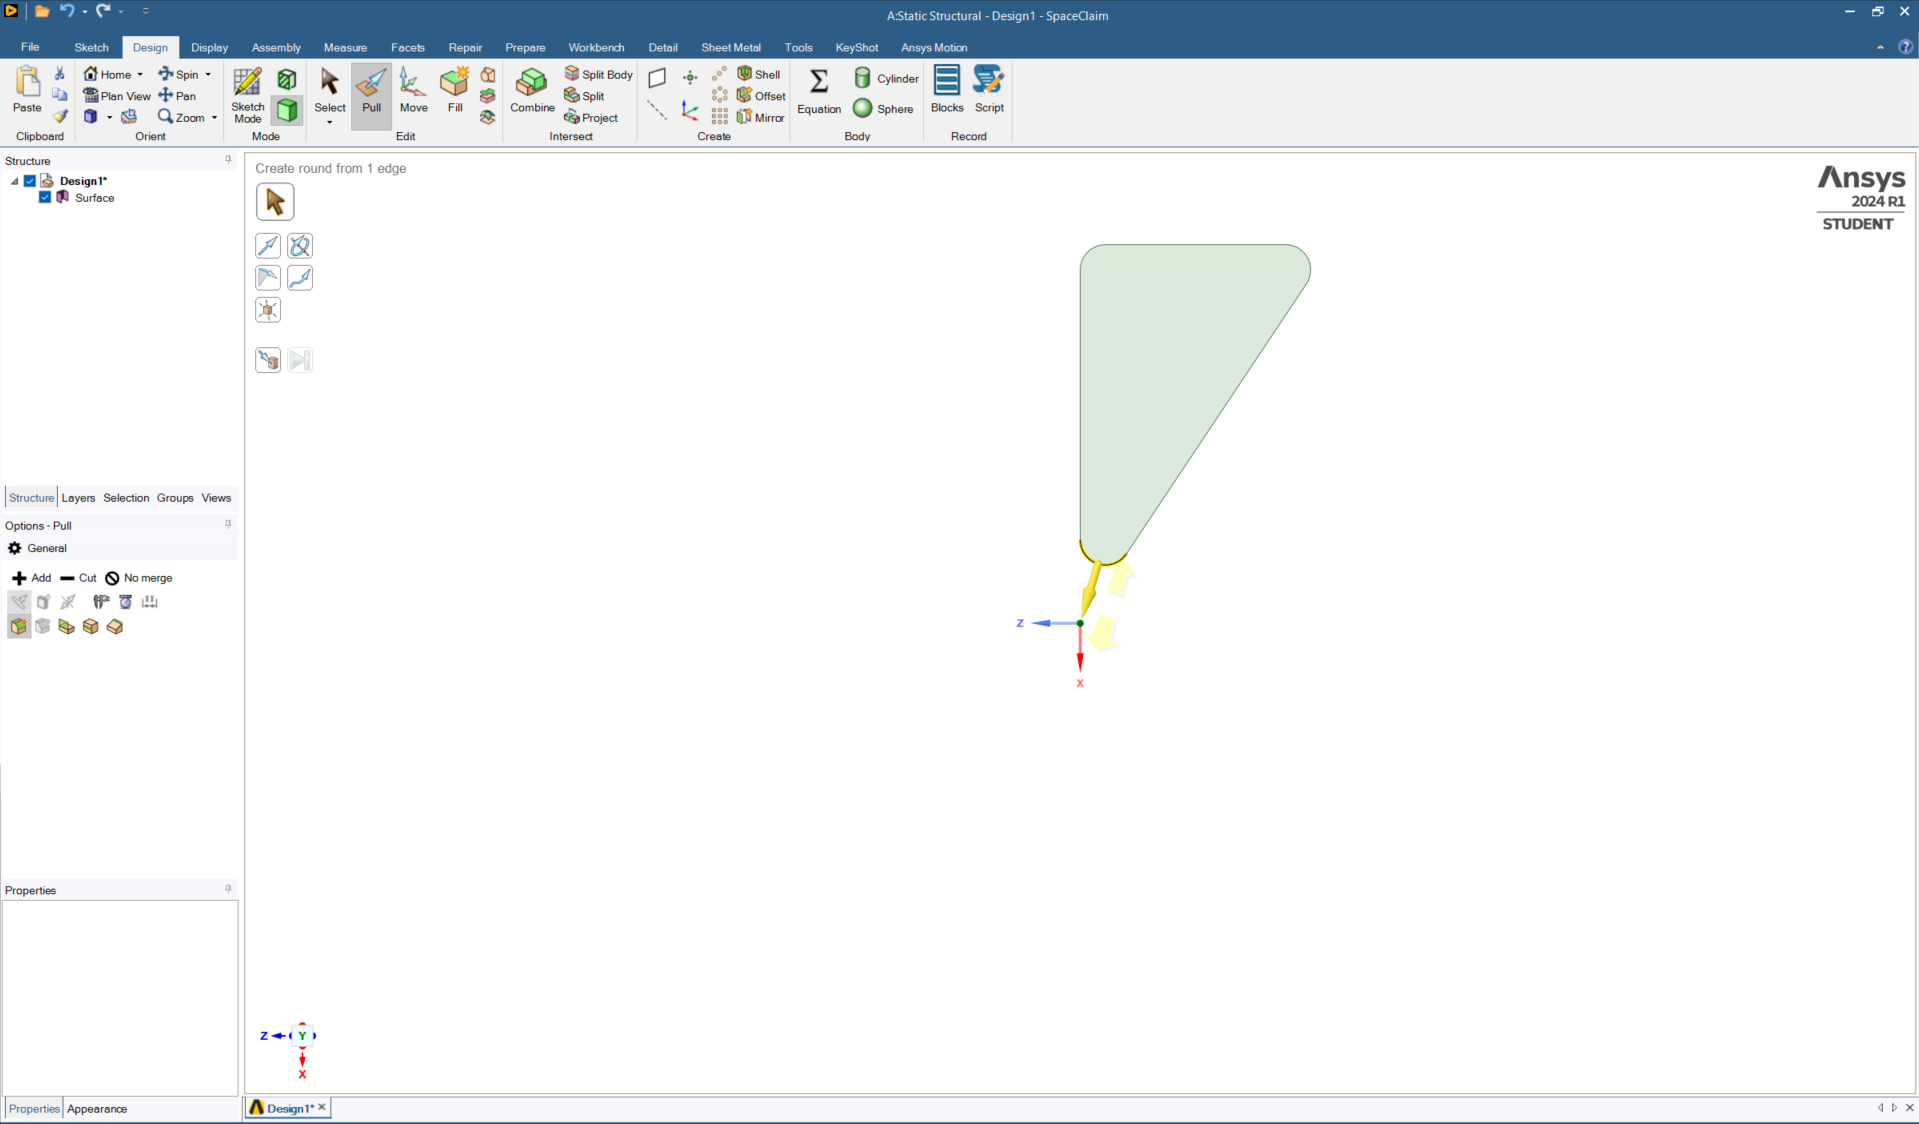 A:Static Structural - Design1 - SpaceClaim
File Sketch Design Display Assembly Measure Facets Repair Prepare Workbench Detail Sheet Metal Tools KeyShot Ansys Motion
Paste
Clipboard
Home Spin
Plan View Pan
Zoom
Orient
Sketch Mode
Mode
Select Pull Move Fill
Edit
Combine Split Body
Split
Project
Intersect
Shell
Offset
Mirror
Create
Equation Cylinder
Sphere
Body
Blocks Script
Record
Structure
Design1*
Surface
Structure Layers Selection Groups Views
Options - Pull
General
Add Cut No merge
Properties
Properties Appearance
Create round from 1 edge
Ansys
2024 R1
STUDENT
Z
X
Z Y
X
Design1*